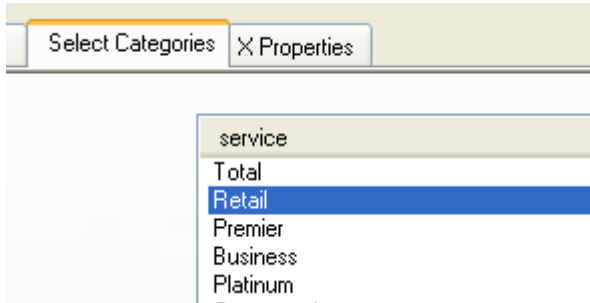 Select Categories X Properties
service
Total
Retail
Premier
Business
Platinum